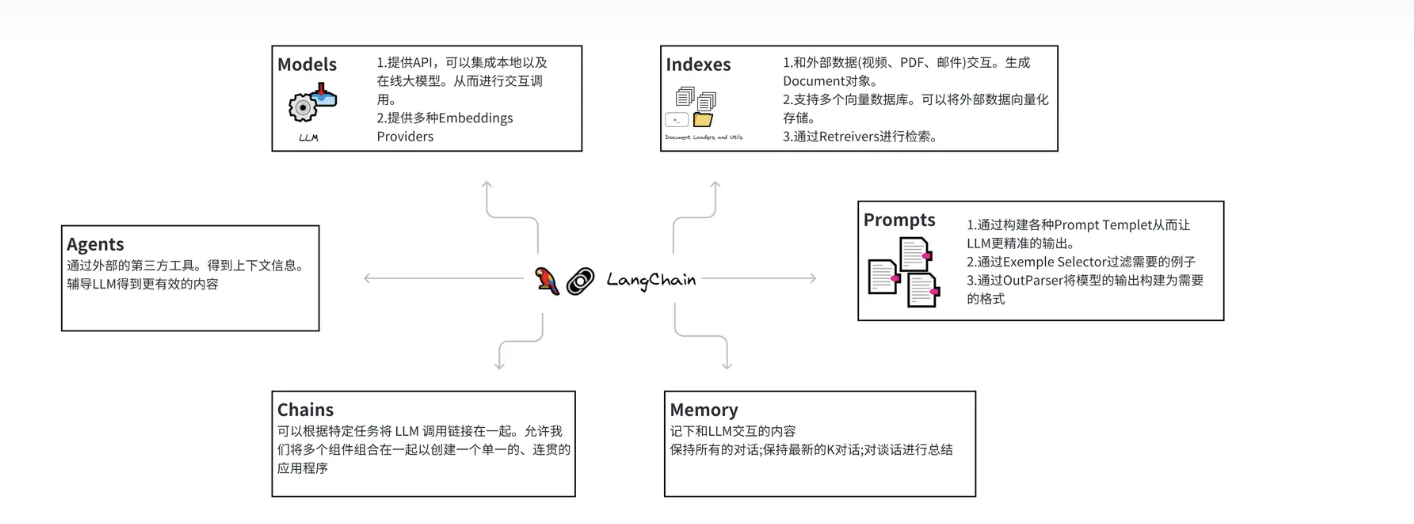 Models
1.提供API，可以集成本地以及
在线大模型。从而进行交互调
用。
2.提供多种Embeddings
Providers
LLM
Indexes
1.和外部数据(视频、PDF、邮件)交互。生成
Document对象。
2.支持多个向量数据库。可以将外部数据向量化
存储。
3.通过Retreivers进行检索。
Document Loaders and Utils
Agents
通过外部的第三方工具。得到上下文信息。
辅导LLM得到更有效的内容
LangChain
Prompts
1.通过构建各种Prompt Templet从而让
LLM更精准的输出。
2.通过Exemple Selector过滤需要的例子
3.通过OutParser将模型的输出构建为需要
的格式
Chains
可以根据特定任务将 LLM 调用链接在一起。允许我
们将多个组件组合在一起以创建一个单一的、连贯的
应用程序
Memory
记下和LLM交互的内容
保持所有的对话;保持最新的K对话;对谈话进行总结